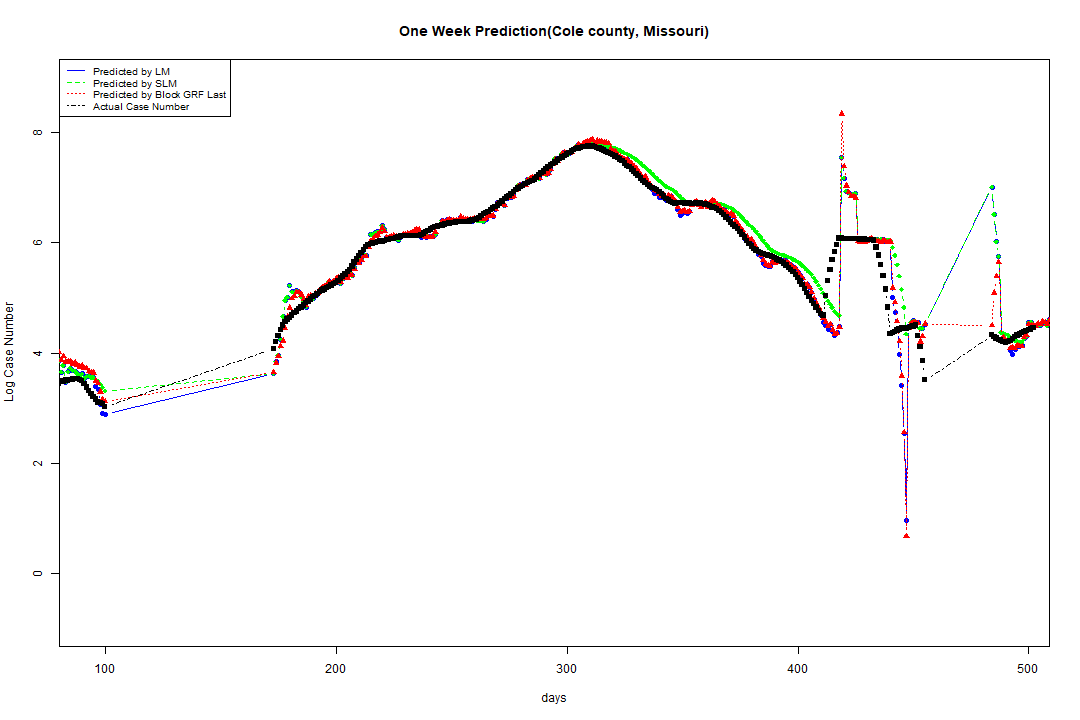 One Week Prediction(Cole county, Missouri)
Predicted by LM
Predicted by SLM
Predicted by Block GRF Last
Actual Case Number
Log Case Number
8
6
4
2
0
100 200 300 400 500
days